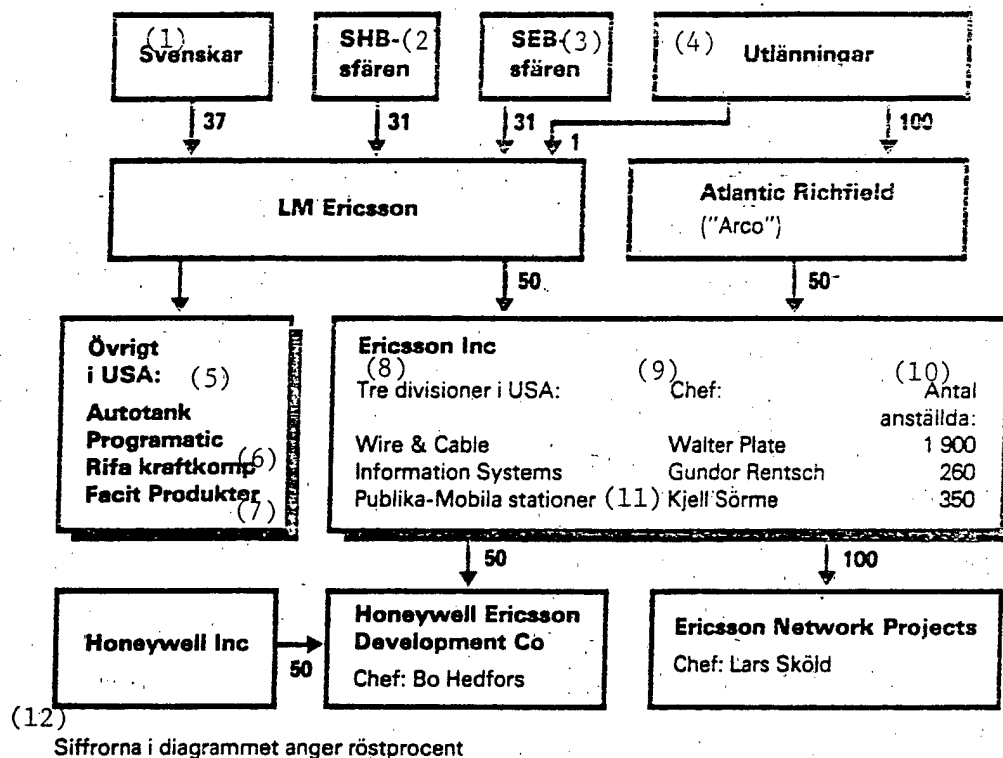 (1) Svenskar
SHB-(2
sfären
SEB-(3)
sfären
(4) Utlänningar
37
31
31
1
100
LM Ericsson
Atlantic Richfield
("Arco")
50
50
Övrigt
i USA: (5)
Autotank
Programatic
Rifa kraftkomp(6)
Facit Produkter(7)
Ericsson Inc
(8) (9) (10)
Tre divisioner i USA: Chef: Antal
anställda:
Wire & Cable Walter Plate 1 900
Information Systems Gundor Rentsch 260
Publika-Mobila stationer (11) Kjell Sörme 350
50
100
Honeywell Inc
50
Honeywell Ericsson
Development Co
Chef: Bo Hedfors
Ericsson Network Projects
Chef: Lars Sköld
(12)
Siffrorna i diagrammet anger röstprocent